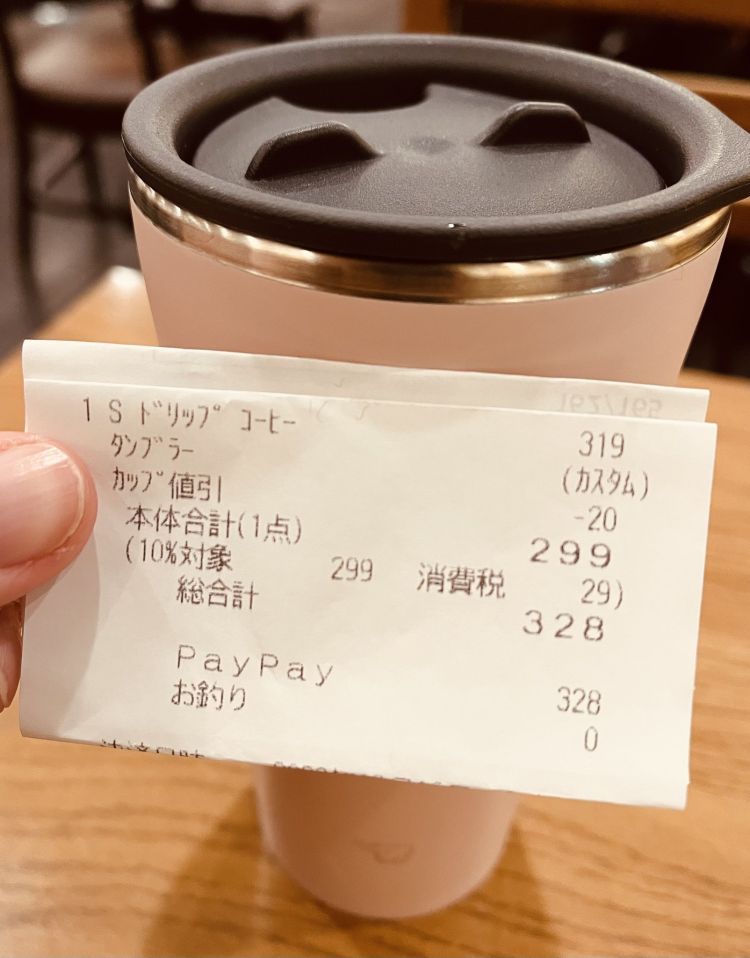 1 S ﾄﾞﾘｯﾌﾟ ｺｰﾋｰ 319
ﾀﾝﾌﾞﾗｰ (ｶｽﾀﾑ)
ｶｯﾌﾟ値引 -20
本体合計(1点) 299
(10%対象 299 消費税 29)
総合計 328
PayPay 328
お釣り 0